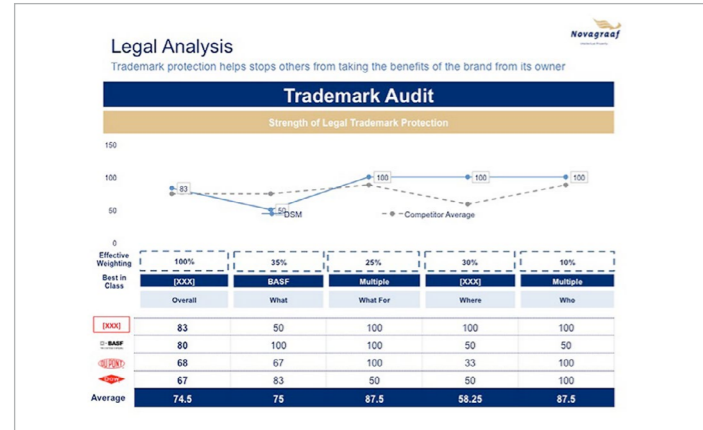 Novagraaf
Legal Analysis
Trademark protection helps stops others from taking the benefits of the brand from its owner
Trademark Audit
Strength of Legal Trademark Protection
150
100
50
0
83
50
100
100
100
DSM
Competitor Average
Effective Weighting
100% 35% 25% 30% 10%
Best in Class
[XXX] BASF Multiple [XXX] Multiple
Overall What What For Where Who
[XXX] 83 50 100 100 100
BASF 80 100 100 50 50
DUPONT 68 67 100 33 100
Dow 67 83 50 50 100
Average 74.5 75 87.5 58.25 87.5